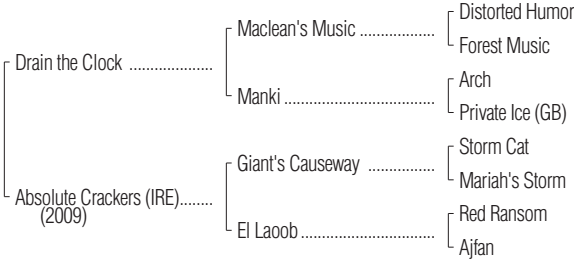 Distorted Humor
Maclean's Music ..................
Forest Music
Drain the Clock ....................
Arch
Manki ....................................
Private Ice (GB)
Storm Cat
Giant's Causeway ................
Mariah's Storm
Absolute Crackers (IRE)........
(2009)
Red Ransom
El Laoob ................................
Ajfan